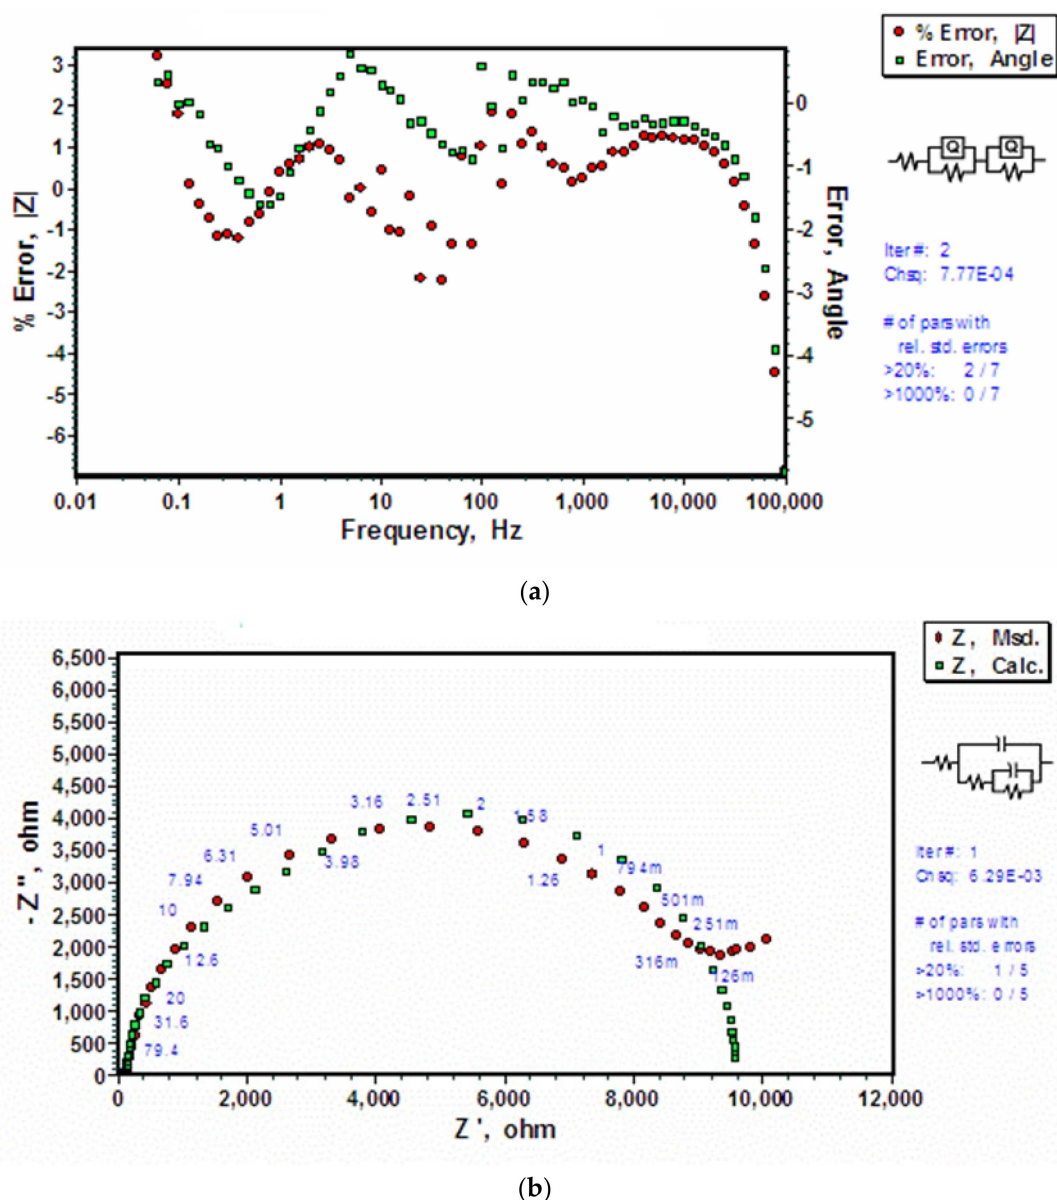 % Error, |Z|
Error, Angle
3
2
1
0
-1
-2
-3
-4
-5
-6
% Error, |Z|
0
-1
-2
-3
-4
-5
Error, Angle
0.01 0.1 1 10 100 1,000 10,000 100,000
Frequency, Hz
Q Q
Iter #: 2
Chsq: 7.77E-04
# of pars with
rel. std. errors
>20%: 2 / 7
>1000%: 0 / 7
(a)
Z, Msd.
Z, Calc.
6,500
6,000
5,500
5,000
4,500
4,000
3,500
3,000
2,500
2,000
1,500
1,000
500
0
- Z'', ohm
3.16 2.51 2 1.58
5.01 3.98 1
6.31 1.26 794m
7.94 501m
10 251m
12.6 316m 126m
20
31.6
79.4
0 2,000 4,000 6,000 8,000 10,000 12,000
Z', ohm
Iter #: 1
Chsq: 6.29E-03
# of pars with
rel. std. errors
>20%: 1 / 5
>1000%: 0 / 5
(b)